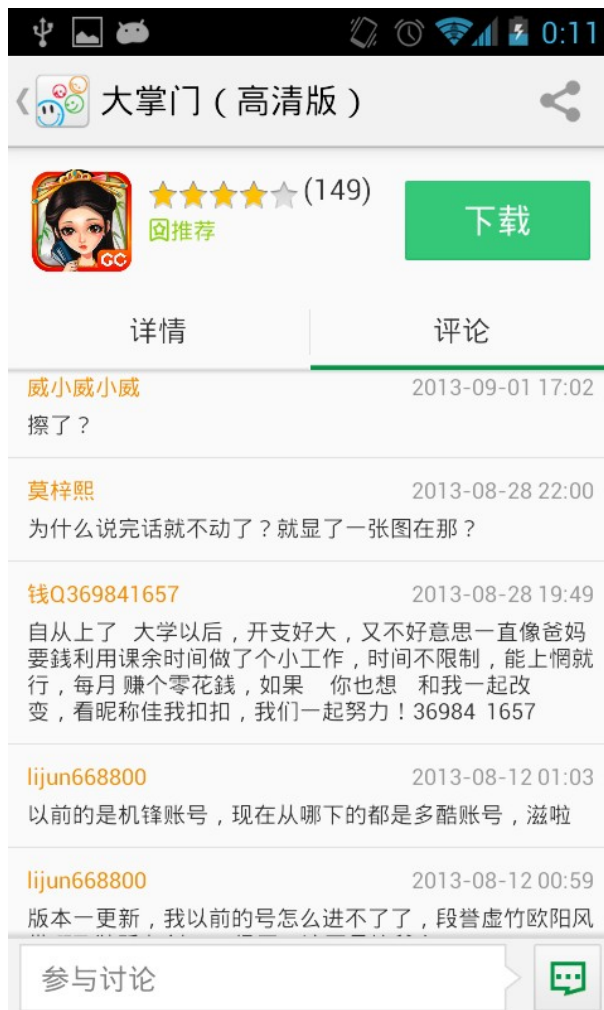 0:11
大掌门（高清版）
(149)
囧推荐
下载
GC
详情
评论
威小威小威
2013-09-01 17:02
擦了？
莫梓熙
2013-08-28 22:00
为什么说完话就不动了？就显了一张图在那？
钱Q369841657
2013-08-28 19:49
自从上了 大学以后，开支好大，又不好意思一直像爸妈
要銭利用课余时间做了个小工作，时间不限制，能上惘就
行，每月 赚个零花銭，如果 你也想 和我一起改
变，看昵称佳我扣扣，我们一起努力！36984 1657
lijun668800
2013-08-12 01:03
以前的是机锋账号，现在从哪下的都是多酷账号，滋啦
lijun668800
2013-08-12 00:59
版本一更新，我以前的号怎么进不了了，段誉虚竹欧阳风
参与讨论